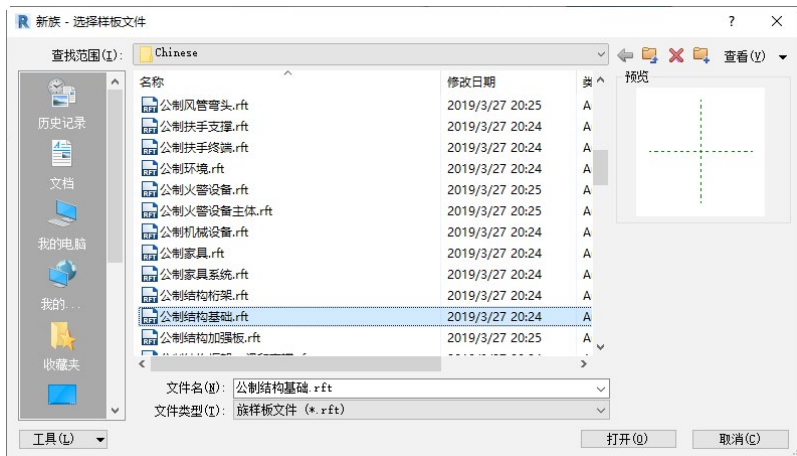 新族 - 选择样板文件
查找范围(I): Chinese 查看(V)
名称 修改日期 类
预览
公制风管弯头.rft 2019/3/27 20:25 A
公制扶手支撑.rft 2019/3/27 20:24 A
公制扶手终端.rft 2019/3/27 20:24 A
公制环境.rft 2019/3/27 20:24 A
公制火警设备.rft 2019/3/27 20:25 A
公制火警设备主体.rft 2019/3/27 20:25 A
公制机械设备.rft 2019/3/27 20:24 A
公制家具.rft 2019/3/27 20:24 A
公制家具系统.rft 2019/3/27 20:24 A
公制结构桁架.rft 2019/3/27 20:24 A
公制结构基础.rft 2019/3/27 20:24 A
公制结构加强板.rft 2019/3/27 20:25 A
历史记录
文档
我的电脑
我的...
收藏夹
文件名(N): 公制结构基础.rft
文件类型(T): 族样板文件 (*.rft)
工具(L) 打开(O) 取消(C)